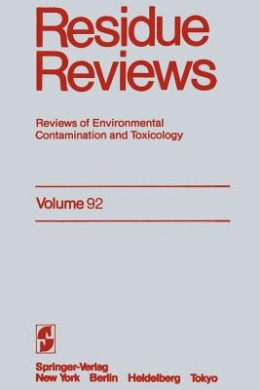 Residue
Reviews
Reviews of Environmental
Contamination and Toxicology
Volume 92
Springer-Verlag
New York Berlin Heidelberg Tokyo